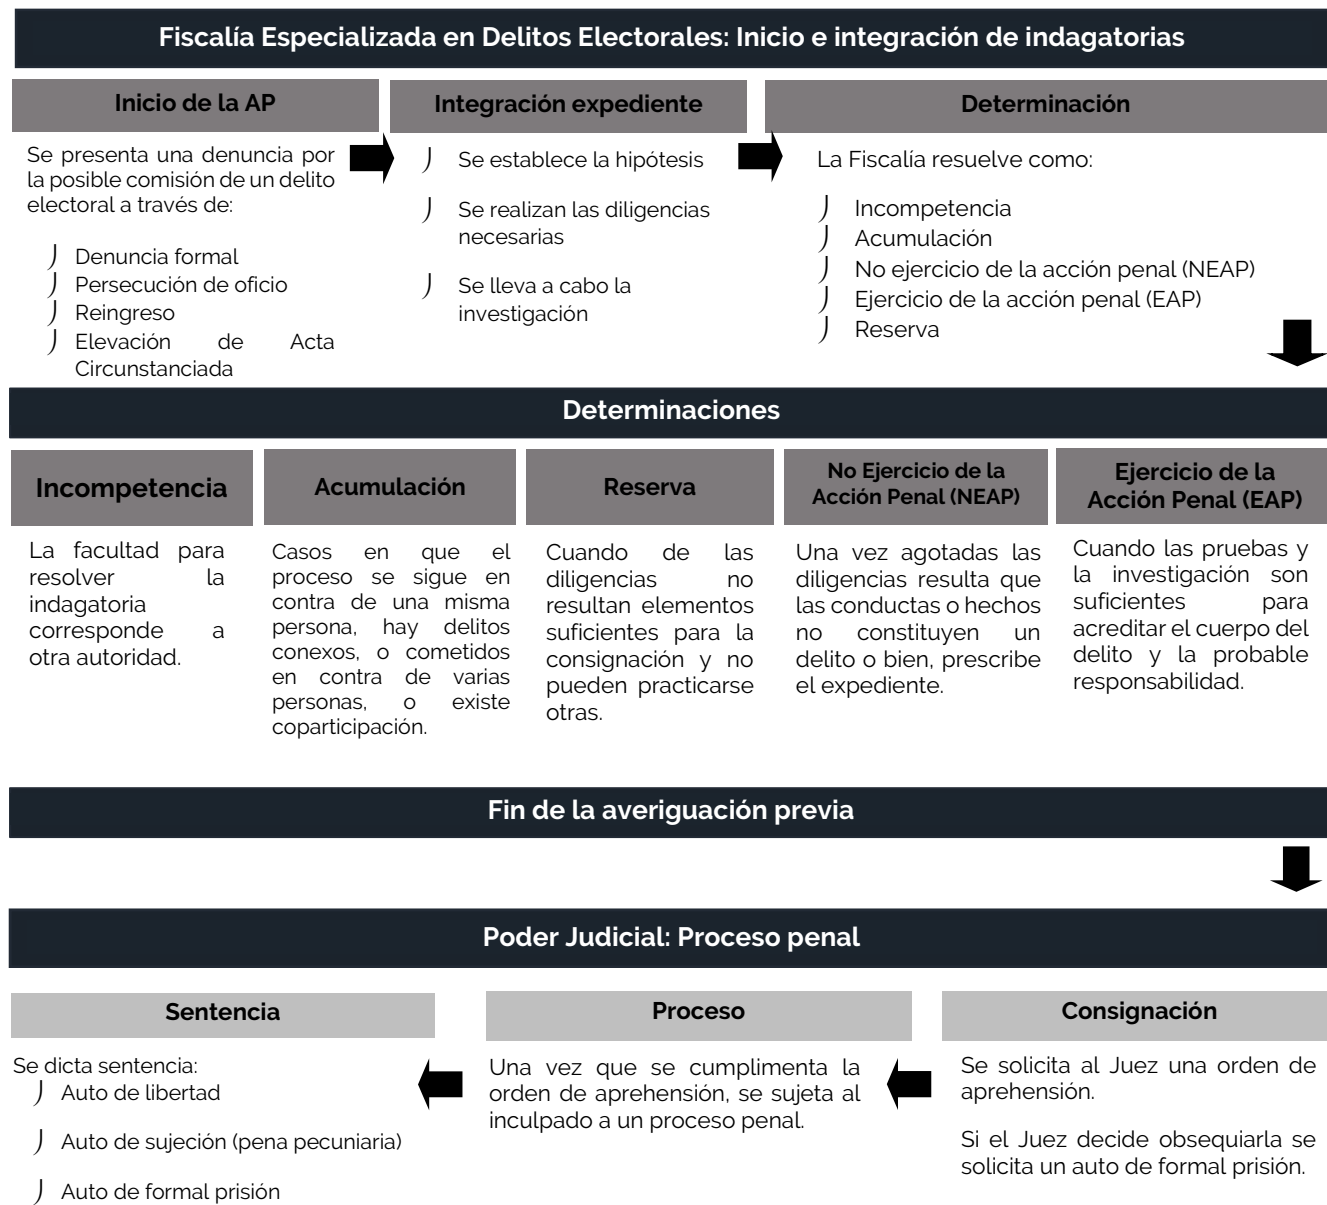 Fiscalía Especializada en Delitos Electorales: Inicio e integración de indagatorias
Inicio de la AP
Se presenta una denuncia por
la posible comisión de un delito
electoral a través de:
Denuncia formal
Persecución de oficio
Reingreso
Elevación de Acta
Circunstanciada
Integración expediente
Se establece la hipótesis
Se realizan las diligencias
necesarias
Se lleva a cabo la
investigación
Determinación
La Fiscalía resuelve como:
Incompetencia
Acumulación
No ejercicio de la acción penal (NEAP)
Ejercicio de la acción penal (EAP)
Reserva
Determinaciones
Incompetencia
La facultad para
resolver la
indagatoria
corresponde a
otra autoridad.
Acumulación
Casos en que el
proceso se sigue en
contra de una misma
persona, hay delitos
conexos, o cometidos
en contra de varias
personas, o existe
coparticipación.
Reserva
Cuando de las
diligencias no
resultan elementos
suficientes para la
consignación y no
pueden practicarse
otras.
No Ejercicio de la
Acción Penal (NEAP)
Una vez agotadas las
diligencias resulta que
las conductas o hechos
no constituyen un
delito o bien, prescribe
el expediente.
Ejercicio de la
Acción Penal (EAP)
Cuando las pruebas y
la investigación son
suficientes para
acreditar el cuerpo del
delito y la probable
responsabilidad.
Fin de la averiguación previa
Poder Judicial: Proceso penal
Sentencia
Se dicta sentencia:
Auto de libertad
Auto de sujeción (pena pecuniaria)
Auto de formal prisión
Proceso
Una vez que se cumplimenta la
orden de aprehensión, se sujeta al
inculpado a un proceso penal.
Consignación
Se solicita al Juez una orden de
aprehensión.
Si el Juez decide obsequiarla se
solicita un auto de formal prisión.